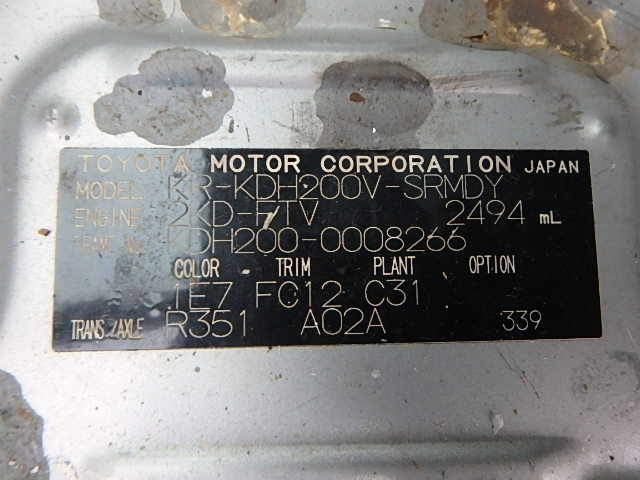 TOYOTA MOTOR CORPORATION JAPAN
MODEL KR-KDH200V-SRMDY
ENGINE 2KD-FTV 2494 mL
FRAME No. KDH200-0008266
COLOR TRIM PLANT OPTION
1E7 FC12 C31
TRANS./AXLE R351 A02A 339